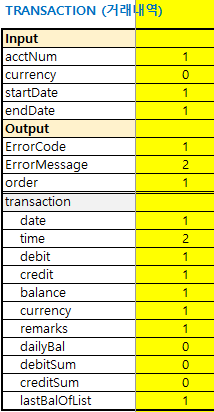 TRANSACTION (거래내역)
Input
acctNum 1
currency 0
startDate 1
endDate 1
Output
ErrorCode 1
ErrorMessage 2
order 1
transaction
date 1
time 2
debit 1
credit 1
balance 1
currency 1
remarks 1
dailyBal 0
debitSum 0
creditSum 0
lastBalOfList 1